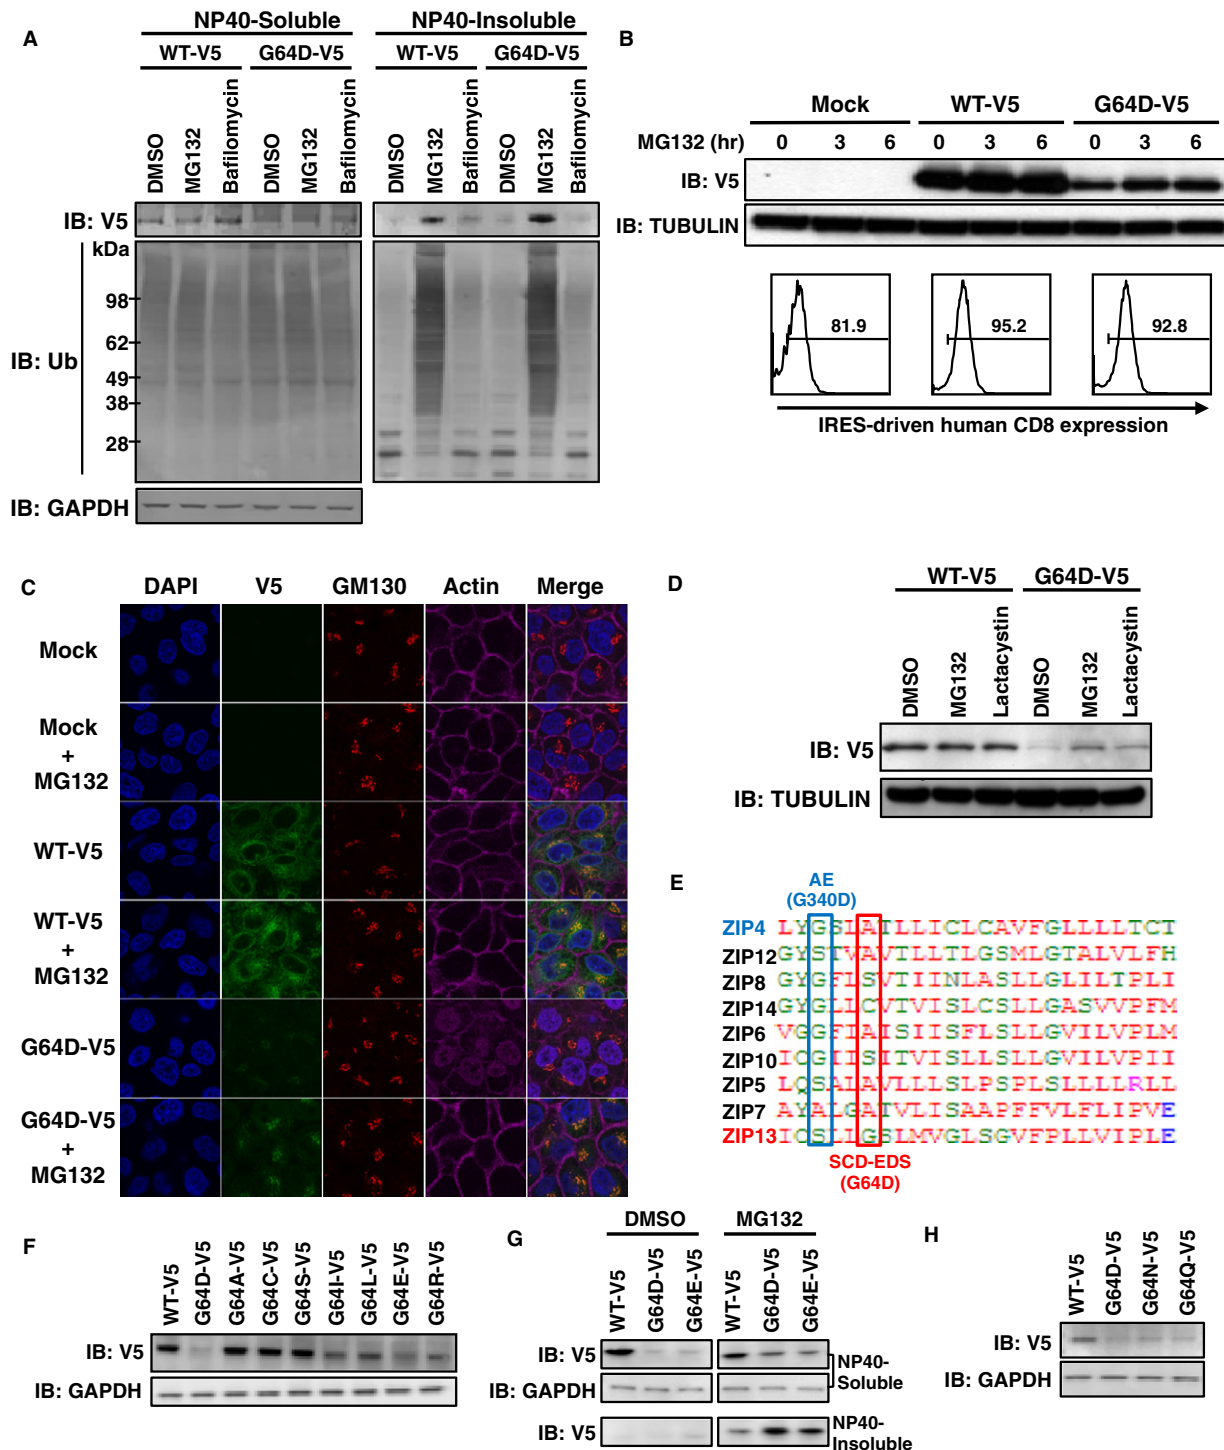 A
NP40-Soluble
NP40-Insoluble
WT-V5
G64D-V5
WT-V5
G64D-V5
DMSO
MG132
Bafilomycin
DMSO
MG132
Bafilomycin
DMSO
MG132
Bafilomycin
DMSO
MG132
Bafilomycin
IB: V5
kDa
98
62
49
38
28
IB: Ub
IB: GAPDH
B
Mock
WT-V5
G64D-V5
MG132 (hr)
0 3 6 0 3 6 0 3 6
IB: V5
IB: TUBULIN
81.9
95.2
92.8
IRES-driven human CD8 expression
C
DAPI
V5
GM130
Actin
Merge
Mock
Mock
+
MG132
WT-V5
WT-V5
+
MG132
G64D-V5
G64D-V5
+
MG132
D
WT-V5
G64D-V5
DMSO
MG132
Lactacystin
DMSO
MG132
Lactacystin
IB: V5
IB: TUBULIN
E
AE
(G340D)
ZIP4 LYGSLATLLICLCAVFGLLLLTCT
ZIP12 GYSTVAVTLLTLGSMLGTALVLFH
ZIP8 GYGFLSVTIINLASLLGLILTPLI
ZIP14 GYGLLCVTVISLCSLLGASVVPFM
ZIP6 VGGFIAISIISFLSLLGVILVPLM
ZIP10 ICGIISITVISLLSLLGVILVPII
ZIP5 LQSALAVLLLSLPSPLSLLLLRLL
ZIP7 AYALGATVLISAAPFFVLFLIPVE
ZIP13 ICSLLGSLMVGLSGVFPLLVIPLE
SCD-EDS
(G64D)
F
WT-V5
G64D-V5
G64A-V5
G64C-V5
G64S-V5
G64I-V5
G64L-V5
G64E-V5
G64R-V5
IB: V5
IB: GAPDH
G
DMSO
MG132
WT-V5
G64D-V5
G64E-V5
WT-V5
G64D-V5
G64E-V5
IB: V5
IB: GAPDH
NP40-
Soluble
IB: V5
NP40-
Insoluble
H
WT-V5
G64D-V5
G64N-V5
G64Q-V5
IB: V5
IB: GAPDH